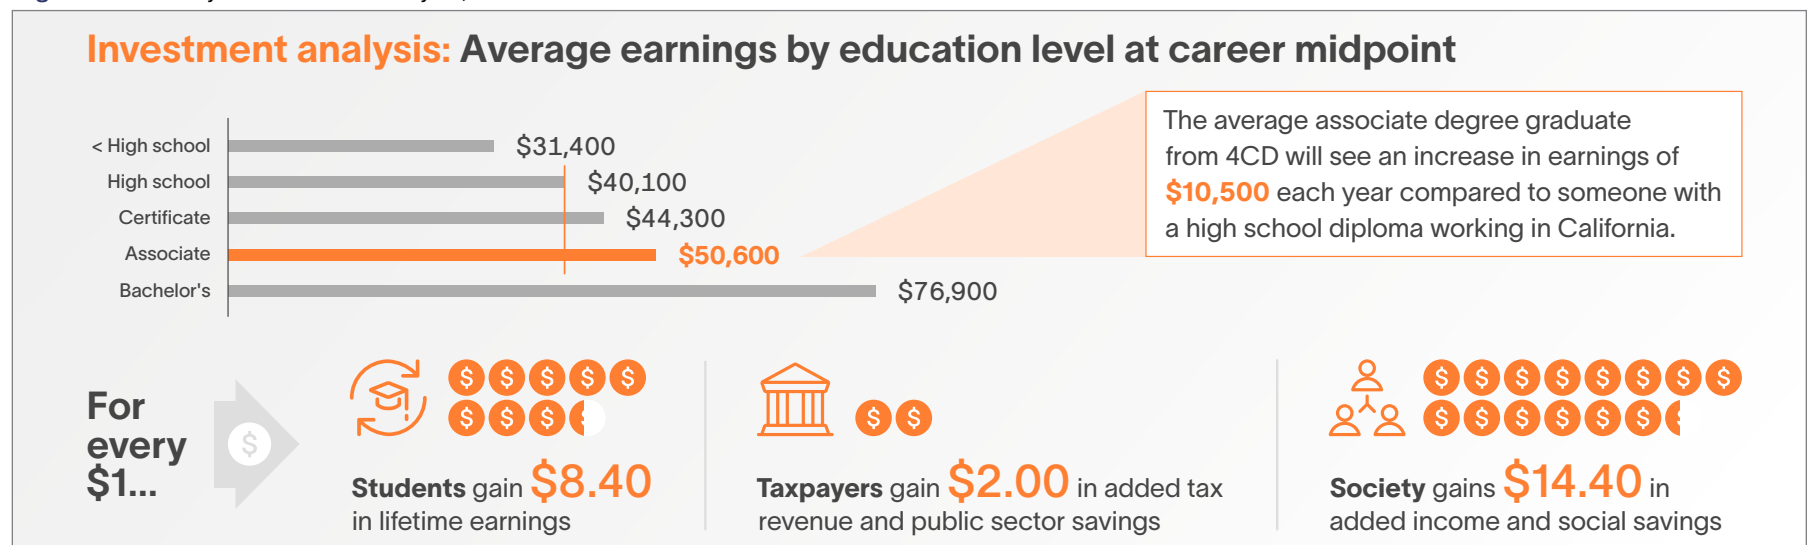 Investment analysis: Average earnings by education level at career midpoint
< High school $31,400
High school $40,100
Certificate $44,300
Associate $50,600
Bachelor's $76,900
The average associate degree graduate
from 4CD will see an increase in earnings of
$10,500 each year compared to someone with
a high school diploma working in California.
For
every
$1...
$
$ $ $ $ $
$ $ $ $
Students gain $8.40
in lifetime earnings
$ $
Taxpayers gain $2.00 in added tax
revenue and public sector savings
$ $ $ $ $ $ $ $
$ $ $ $ $ $ $
Society gains $14.40 in
added income and social savings